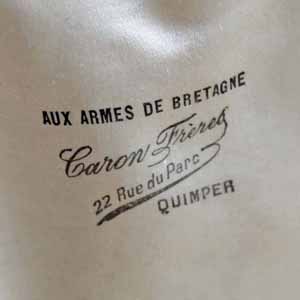 AUX ARMES DE BRETAGNE
Caron Frères
22 Rue du Parc
QUIMPER